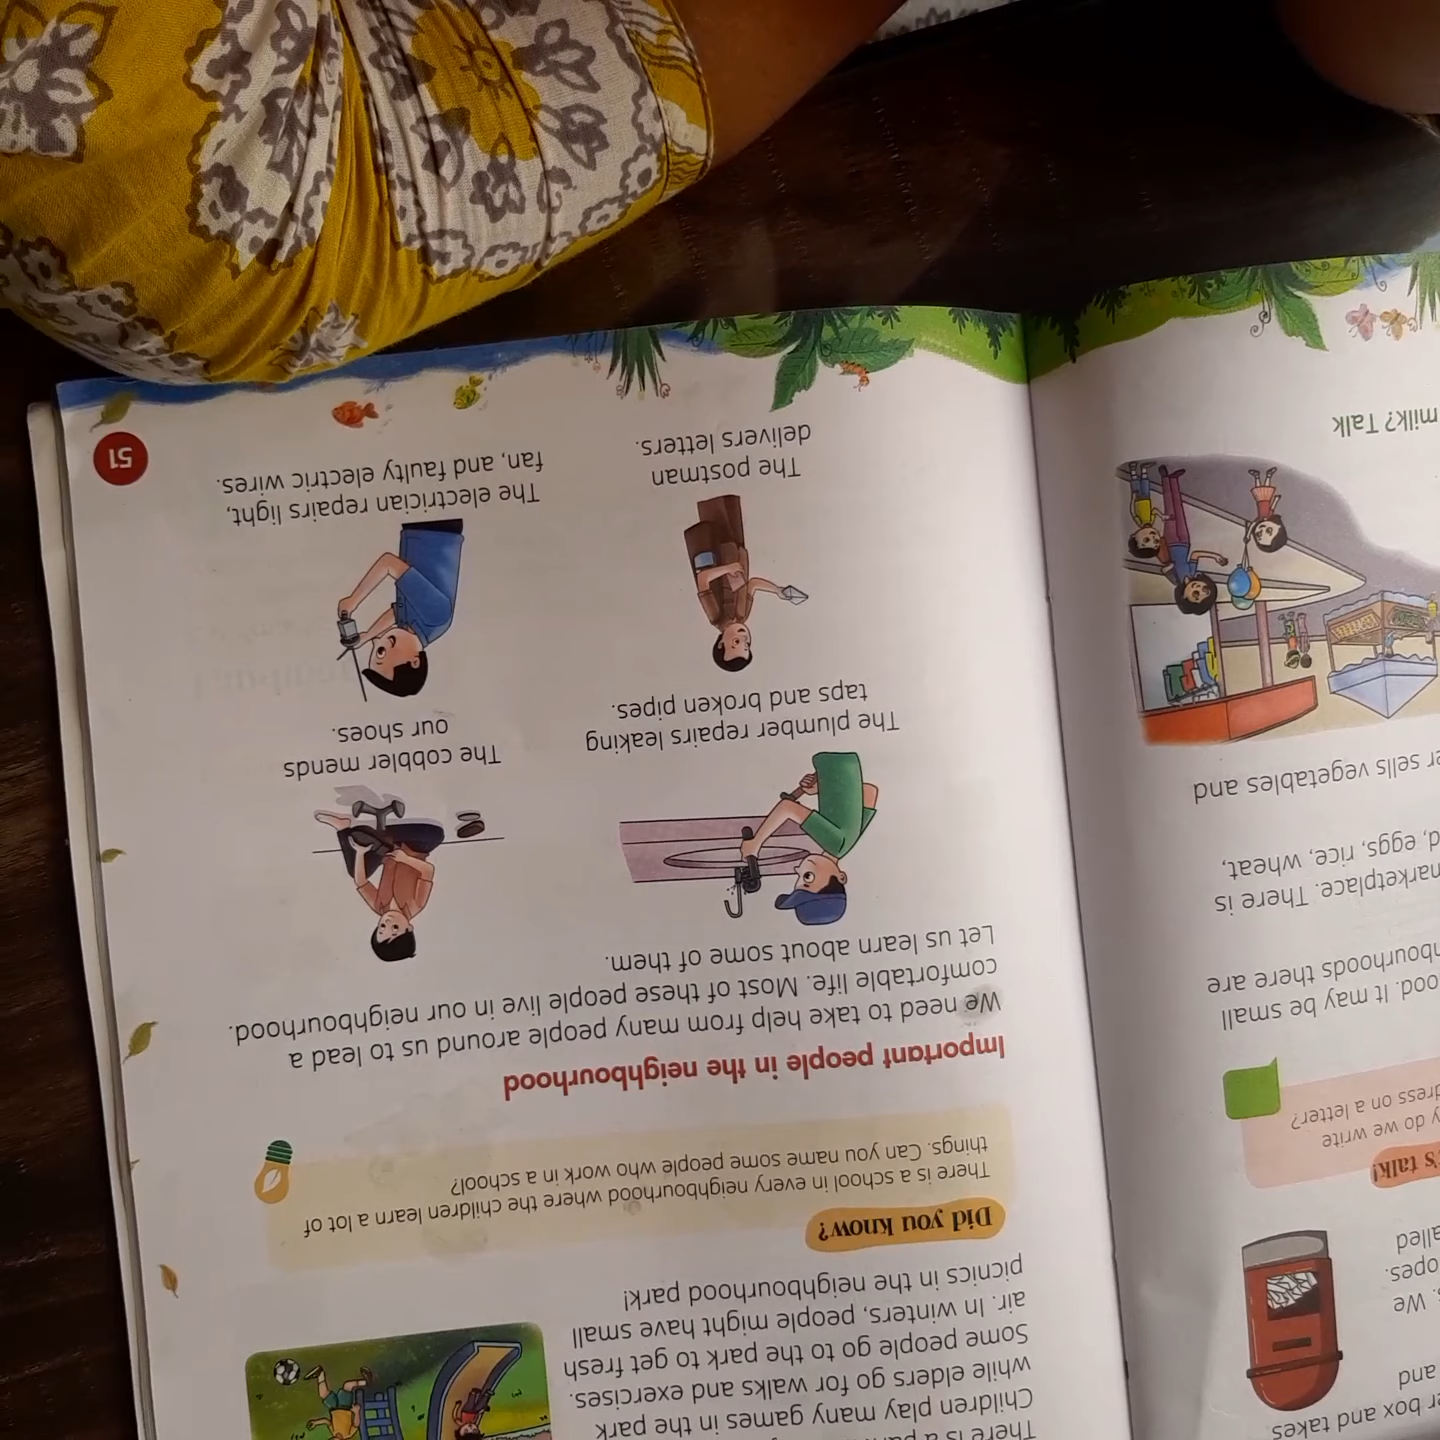 er box and takes
and
s. We
opes.
alled
's talk!
y do we write
dress on a letter?
ood. It may be small
bourhoods there are
marketplace. There is
d, eggs, rice, wheat,
er sells vegetables and
milk? Talk
There is a
Children play many games in the park
while elders go for walks and exercises.
Some people go to the park to get fresh
air. In winters, people might have small
picnics in the neighbourhood park!
Did you know?
There is a school in every neighbourhood where the children learn a lot of
things. Can you name some people who work in a school?
Important people in the neighbourhood
We need to take help from many people around us to lead a
comfortable life. Most of these people live in our neighbourhood.
Let us learn about some of them.
The plumber repairs leaking
taps and broken pipes.
The cobbler mends
our shoes.
The postman
delivers letters.
The electrician repairs light,
fan, and faulty electric wires.
51